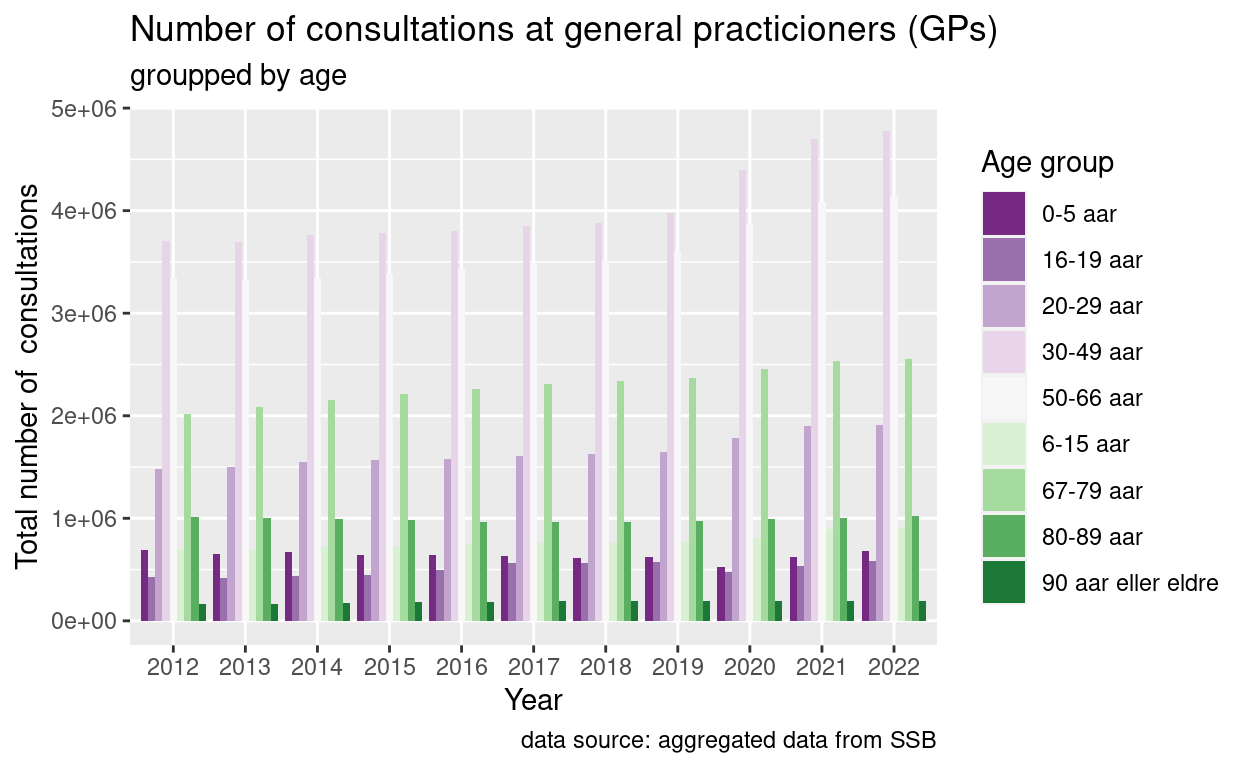 Number of consultations at general practicioners (GPs)
groupped by age
Total number of consultations
5e+06
4e+06
3e+06
2e+06
1e+06
0e+00
2012 2013 2014 2015 2016 2017 2018 2019 2020 2021 2022
Year
Age group
0-5 aar
16-19 aar
20-29 aar
30-49 aar
50-66 aar
6-15 aar
67-79 aar
80-89 aar
90 aar eller eldre
data source: aggregated data from SSB